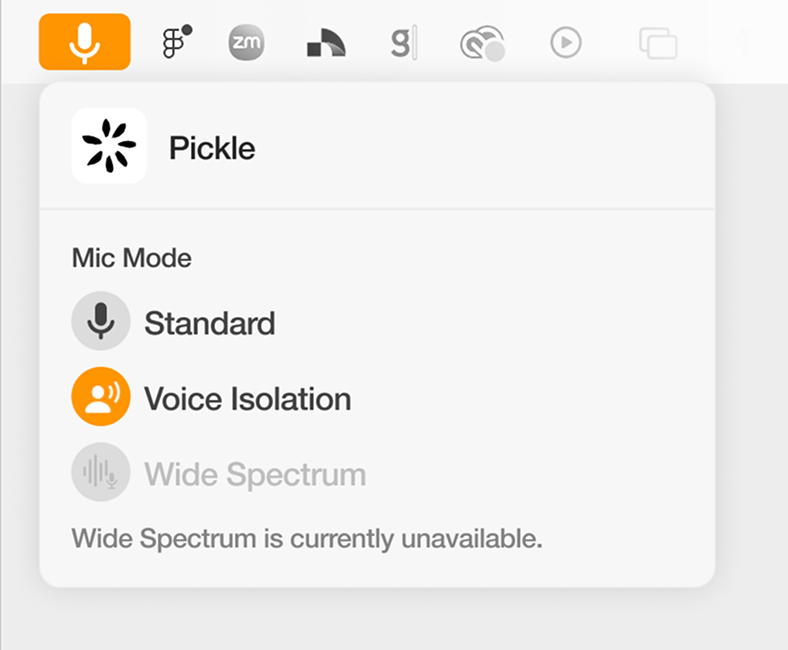 zm
g
Pickle
Mic Mode
Standard
Voice Isolation
Wide Spectrum
Wide Spectrum is currently unavailable.